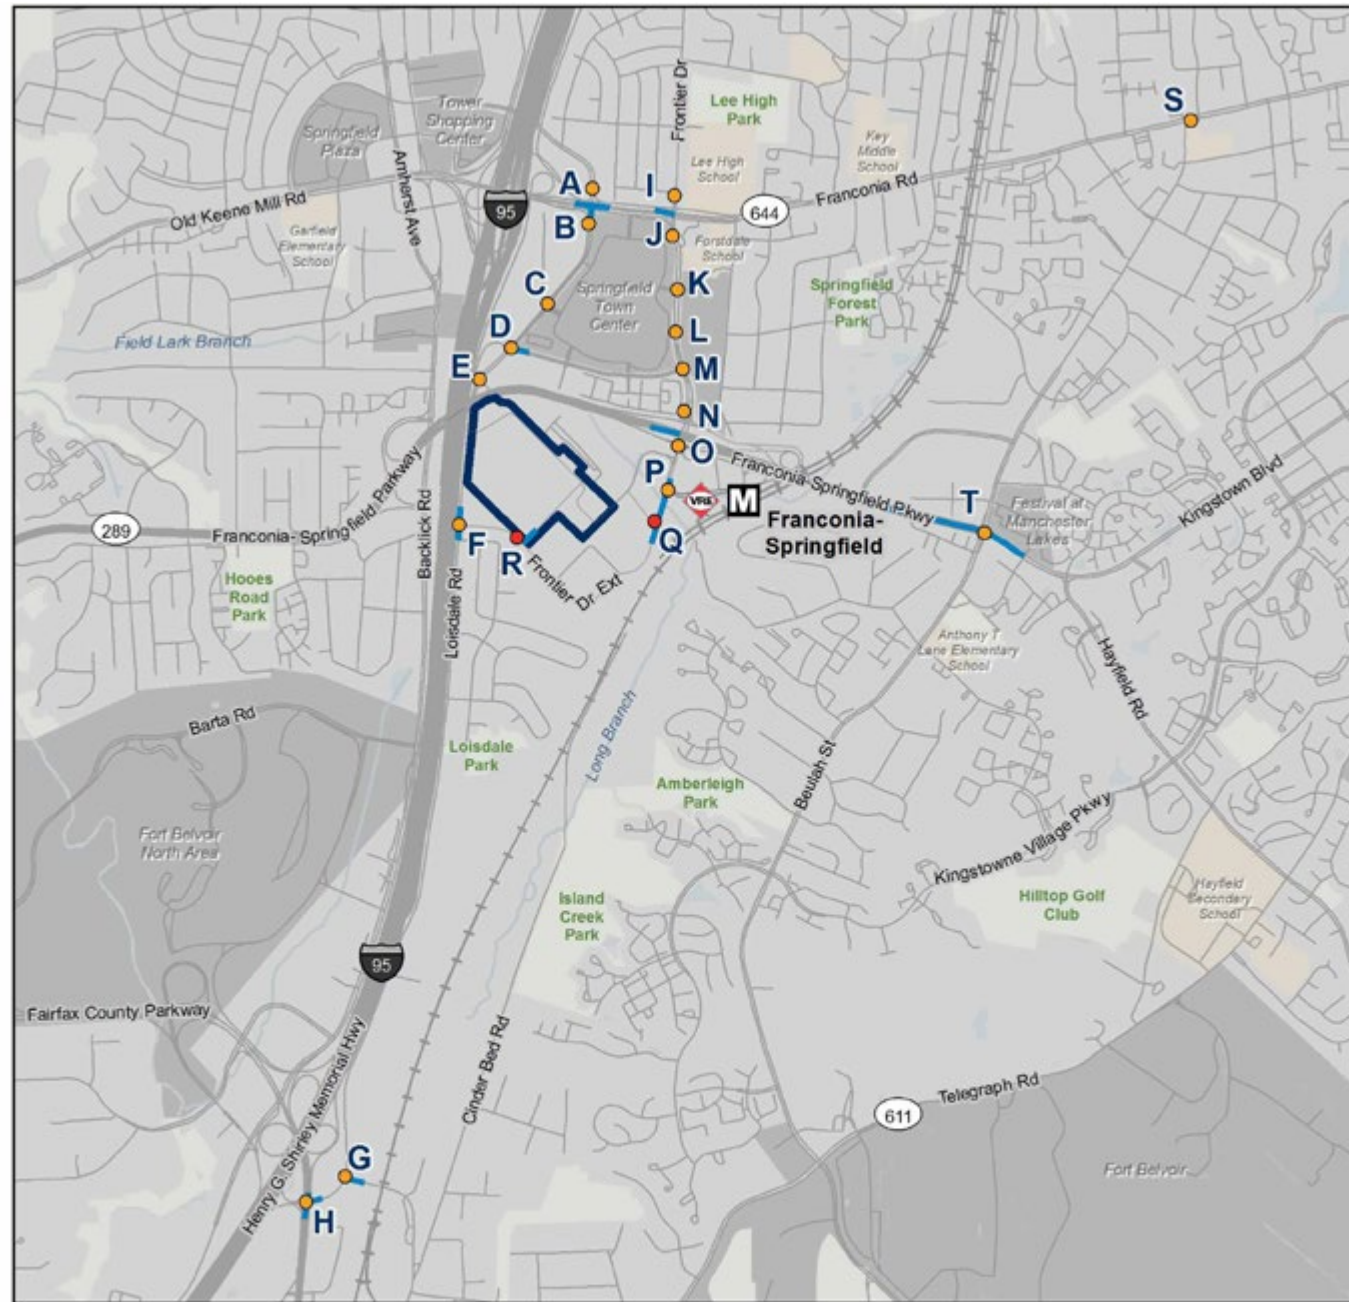 Frontier Dr
Lee High
Park
S
Tower
Shopping
Center
Springfield
Plaza
Key
Middle
School
Lee High
School
Amherst Ave
A
I
Franconia Rd
Old Keene Mill Rd
95
644
B
J
Garfield
Elementary
School
Forstdale
School
C
K
Springfield
Town
Center
Springfield
Forest
Park
D
L
Field Lark Branch
E
M
N
O
Franconia-Springfield Pkwy
P
VRE
M
T
Festival at
Manchester
Lakes
Kingstown Blvd
289
Franconia-Springfield Parkway
Backlick Rd
F
R
Q
Franconia-
Springfield
Frontier Dr Ext
Hooes
Road
Park
Loisdale Rd
Anthony T
Lane Elementary
School
Hayfield Rd
Barta Rd
Loisdale
Park
Long Branch
Amberleigh
Park
Beulah St
Fort Belvoir
North Area
Kingstowne Village Pkwy
Island
Creek
Park
Hilltop Golf
Club
Hayfield
Secondary
School
95
Fairfax County Parkway
Henry G. Shirley Memorial Hwy
Cinder Bed Rd
Telegraph Rd
611
G
Fort Belvoir
H